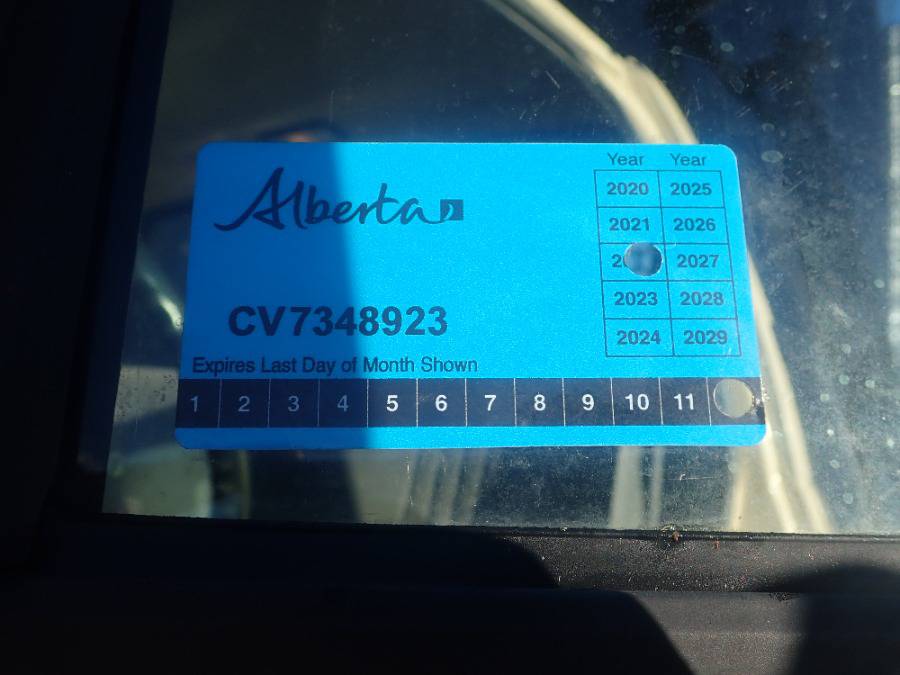 Alberta
Year Year
2020 2025
2021 2026
2027
2023 2028
2024 2029
CV7348923
Expires Last Day of Month Shown
1 2 3 4 5 6 7 8 9 10 11